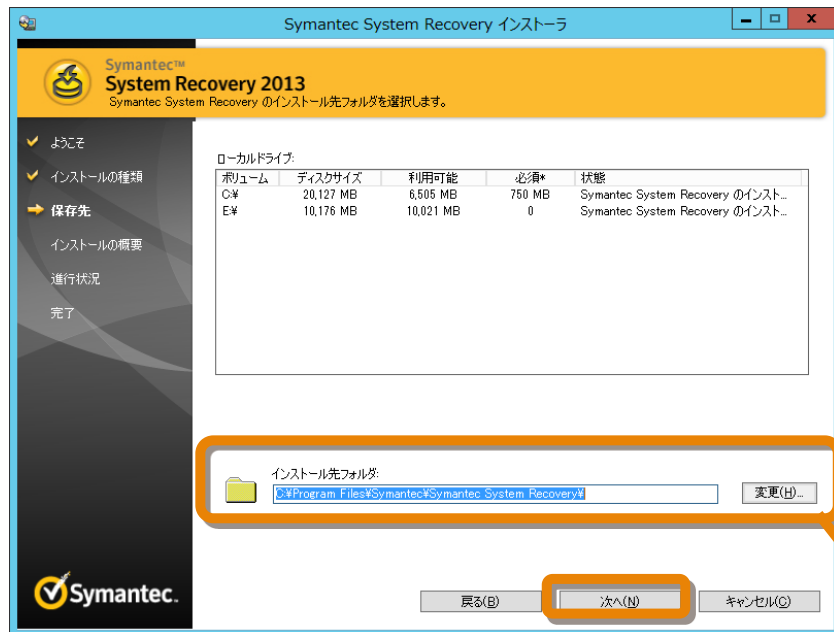 Symantec System Recovery インストーラ
Symantec™
System Recovery 2013
Symantec System Recovery のインストール先フォルダを選択します。
ようこそ
インストールの種類
保存先
インストールの概要
進行状況
完了
ローカルドライブ:
ボリューム ディスクサイズ 利用可能 必須* 状態
C:¥ 20,127 MB 6,505 MB 750 MB Symantec System Recovery のインスト...
E:¥ 10,176 MB 10,021 MB 0 Symantec System Recovery のインスト...
インストール先フォルダ:
C:¥Program Files¥Symantec¥Symantec System Recovery¥
変更(H)...
Symantec.
戻る(B) 次へ(N) キャンセル(C)